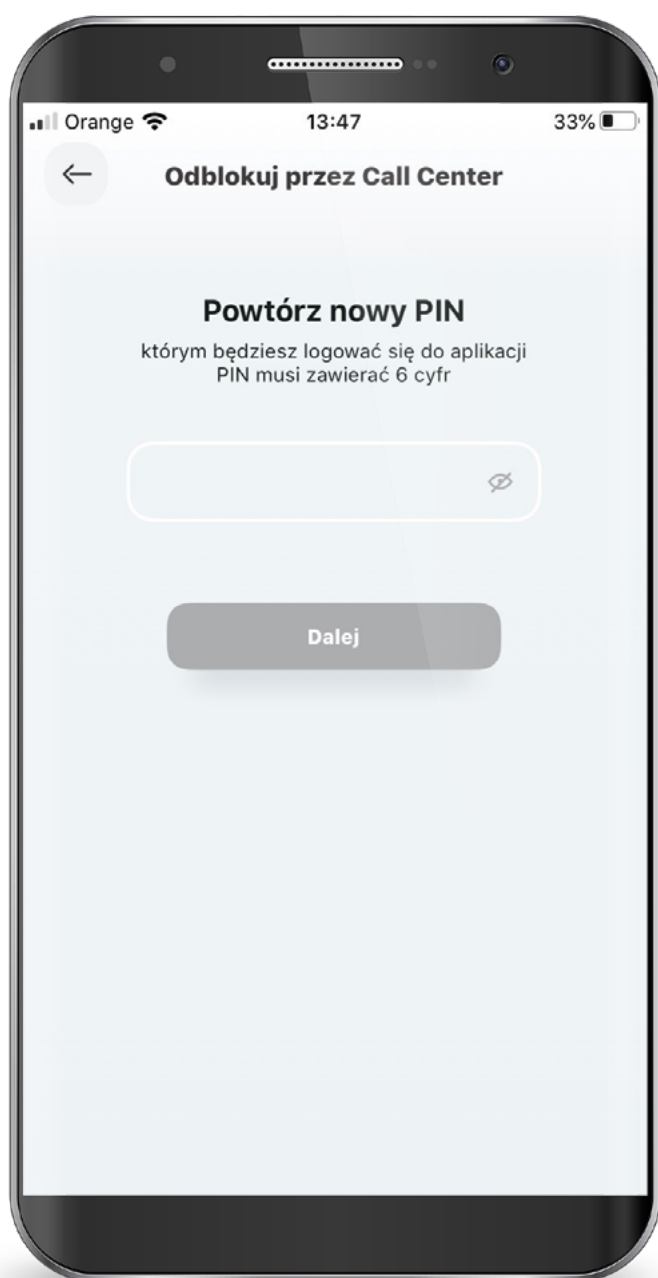 Orange 13:47 33%
Odblokuj przez Call Center
Powtórz nowy PIN
którym będziesz logować się do aplikacji
PIN musi zawierać 6 cyfr
Dalej